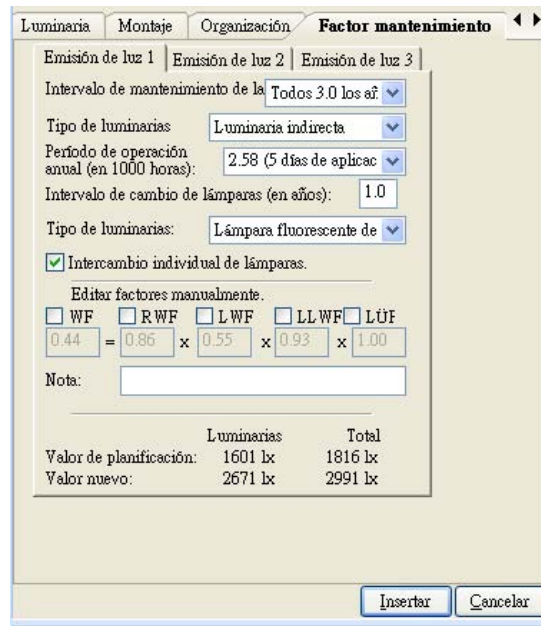 Luminaria Montaje Organización Factor mantenimiento
Emisión de luz 1 Emisión de luz 2 Emisión de luz 3
Intervalo de mantenimiento de la Todos 3.0 los añ
Tipo de luminarias Luminaria indirecta
Período de operación
anual (en 1000 horas): 2.58 (5 días de aplicac
Intervalo de cambio de lámparas (en años): 1.0
Tipo de luminarias: Lámpara fluorescente de
Intercambio individual de lámparas.
Editar factores manualmente.
WF RWF LWF LLWF LÜF
0.44 = 0.86 x 0.55 x 0.93 x 1.00
Nota:
Luminarias Total
Valor de planificación: 1601 lx 1816 lx
Valor nuevo: 2671 lx 2991 lx
Insertar Cancelar